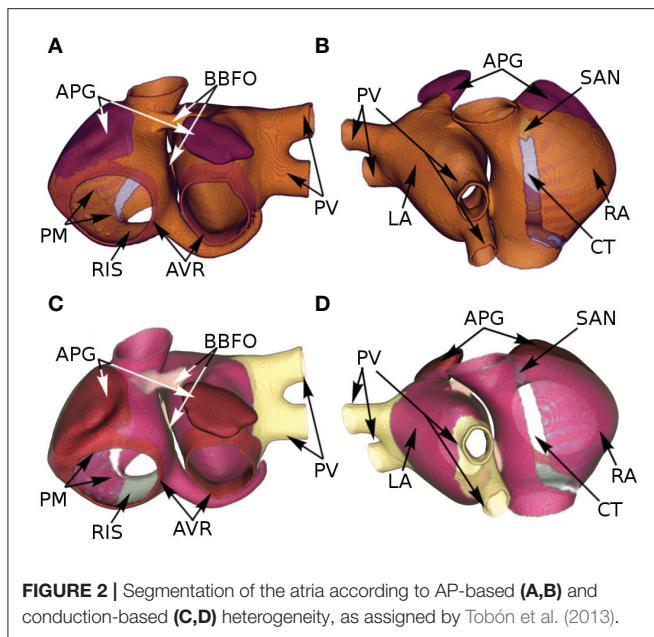 A
B
APG
BBFO
PV
APG
SAN
PM
RIS
AVR
PV
LA
CT
RA
C
D
APG
BBFO
PV
APG
SAN
PM
RIS
AVR
PV
LA
CT
RA
FIGURE 2 | Segmentation of the atria according to AP-based (A,B) and
conduction-based (C,D) heterogeneity, as assigned by Tobón et al. (2013).